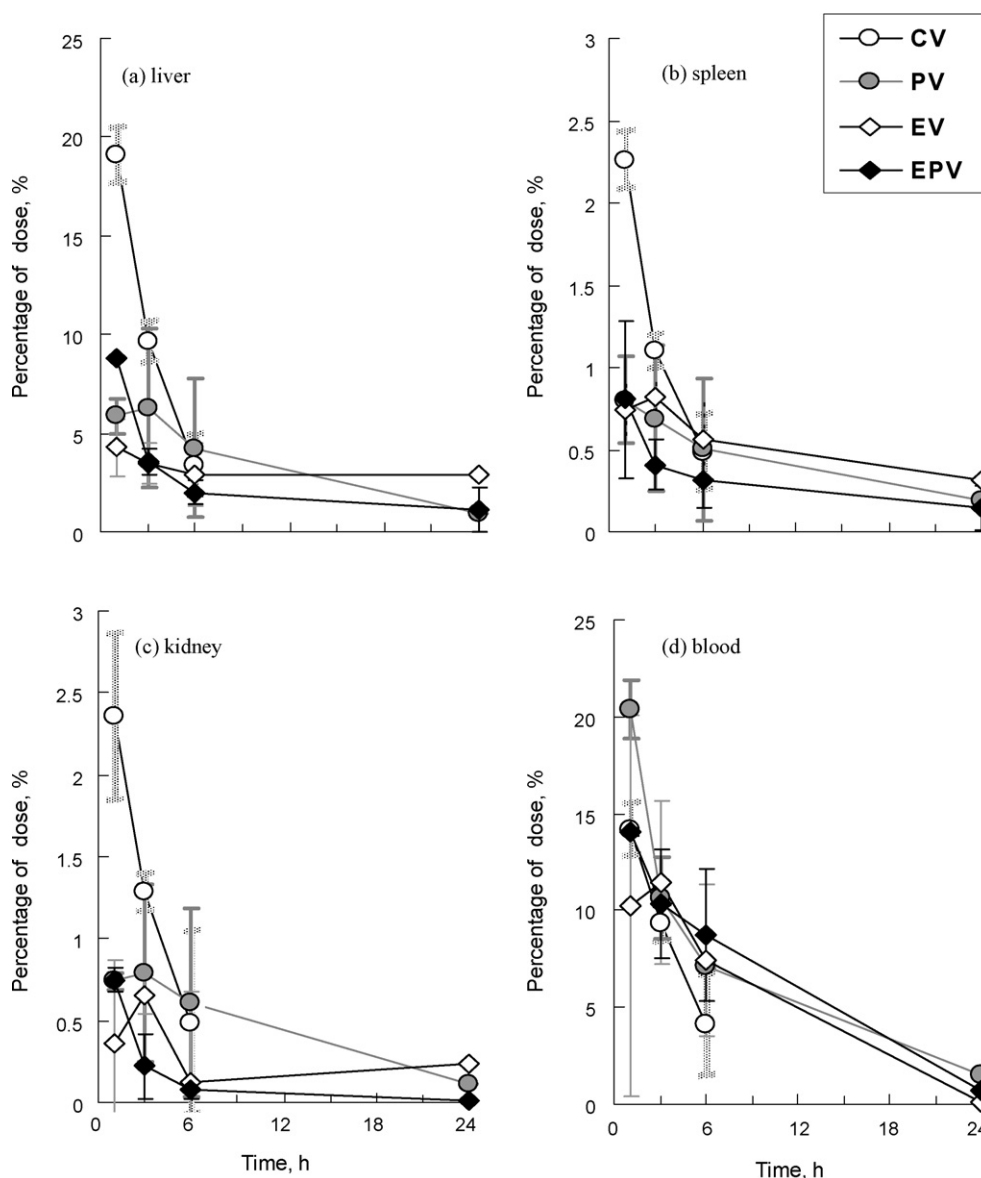 CV
PV
EV
EPV
(a) liver
Percentage of dose, %
25
20
15
10
5
0
(b) spleen
Percentage of dose, %
3
2.5
2
1.5
1
0.5
0
(c) kidney
Percentage of dose, %
3
2.5
2
1.5
1
0.5
0
0 6 12 18 24
Time, h
(d) blood
Percentage of dose, %
25
20
15
10
5
0
0 6 12 18 24
Time, h